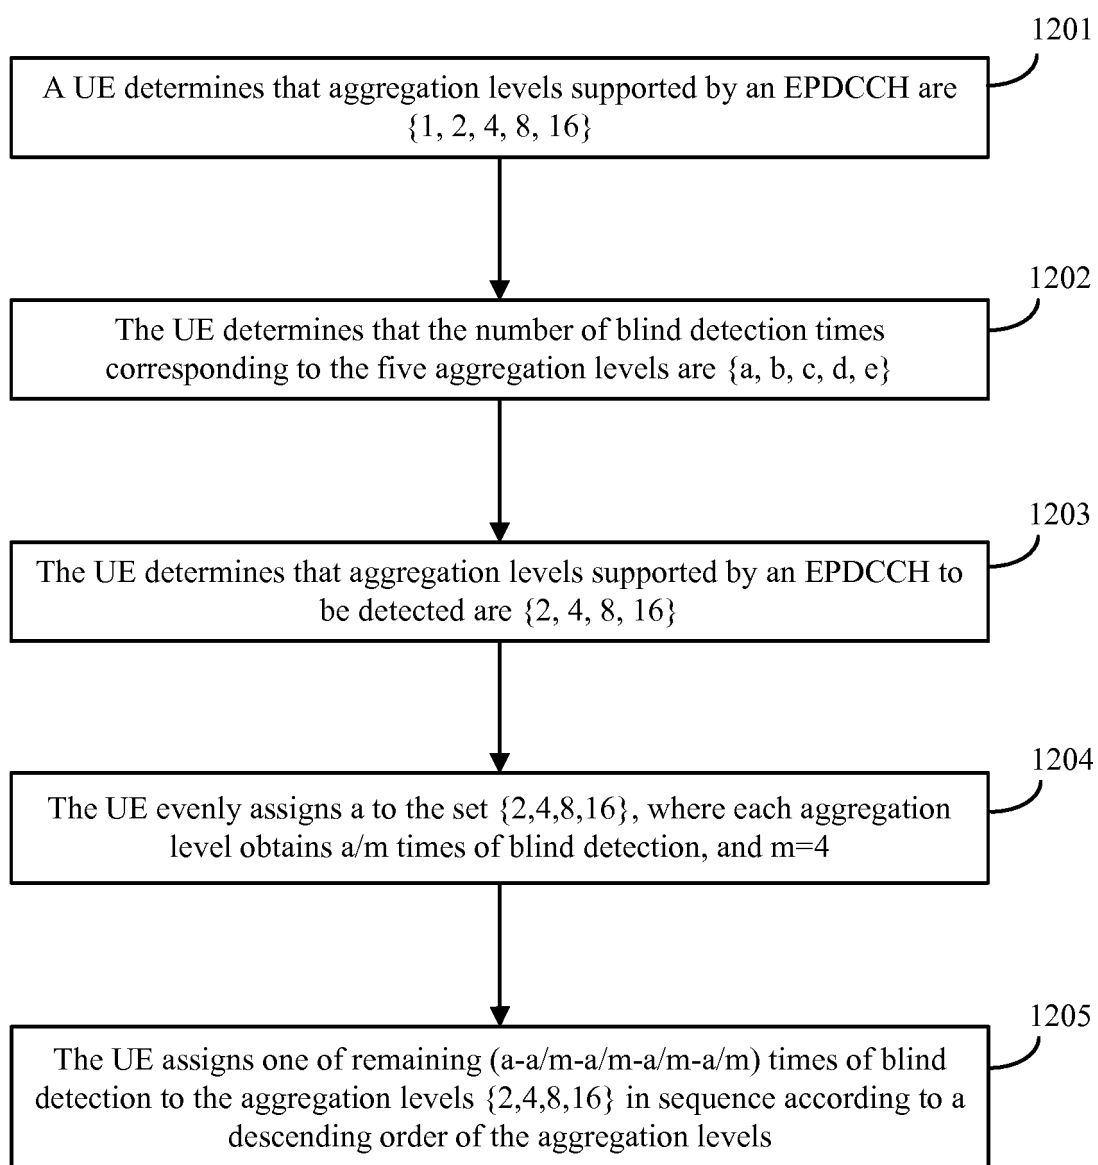 1201
A UE determines that aggregation levels supported by an EPDCCH are
{1, 2, 4, 8, 16}
1202
The UE determines that the number of blind detection times
corresponding to the five aggregation levels are {a, b, c, d, e}
1203
The UE determines that aggregation levels supported by an EPDCCH to
be detected are {2, 4, 8, 16}
1204
The UE evenly assigns a to the set {2,4,8,16}, where each aggregation
level obtains a/m times of blind detection, and m=4
1205
The UE assigns one of remaining (a-a/m-a/m-a/m-a/m) times of blind
detection to the aggregation levels {2,4,8,16} in sequence according to a
descending order of the aggregation levels